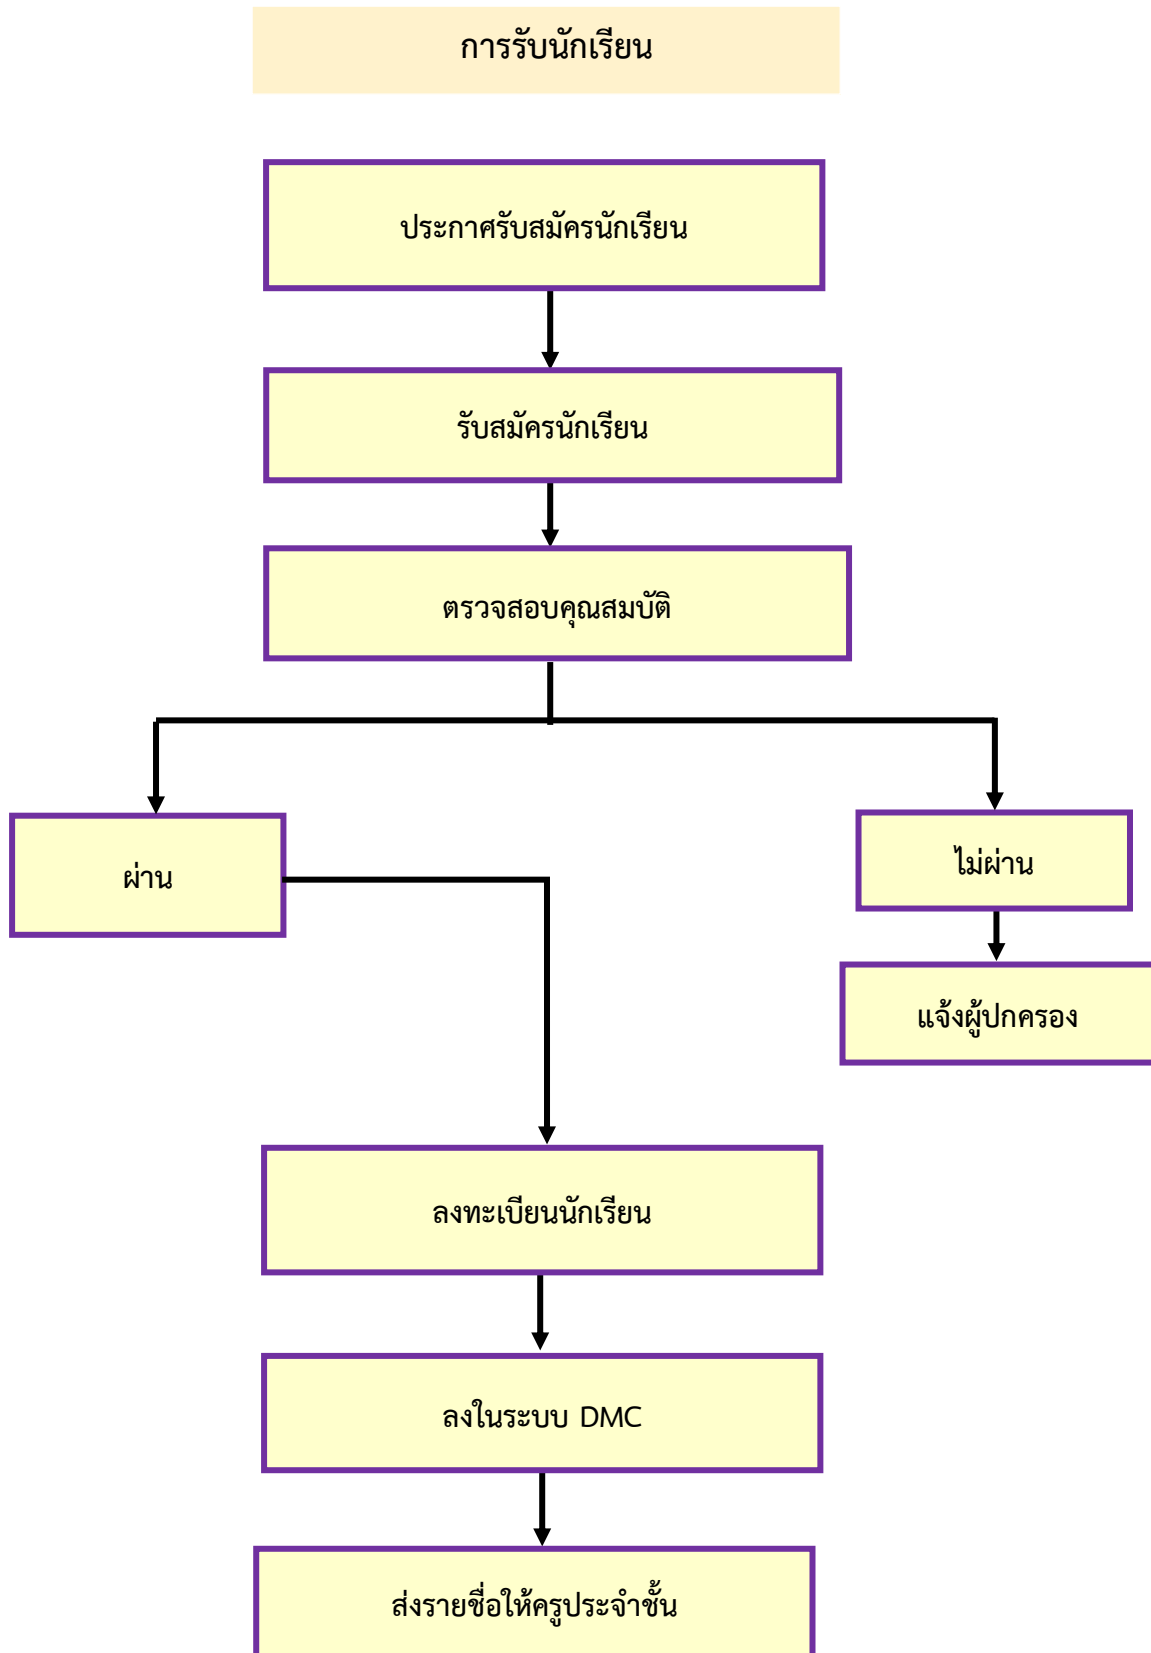 การรับนักเรียน
ประกาศรับสมัครนักเรียน
รับสมัครนักเรียน
ตรวจสอบคุณสมบัติ
ผ่าน
ไม่ผ่าน
แจ้งผู้ปกครอง
ลงทะเบียนนักเรียน
ลงในระบบ DMC
ส่งรายชื่อให้ครูประจำชั้น